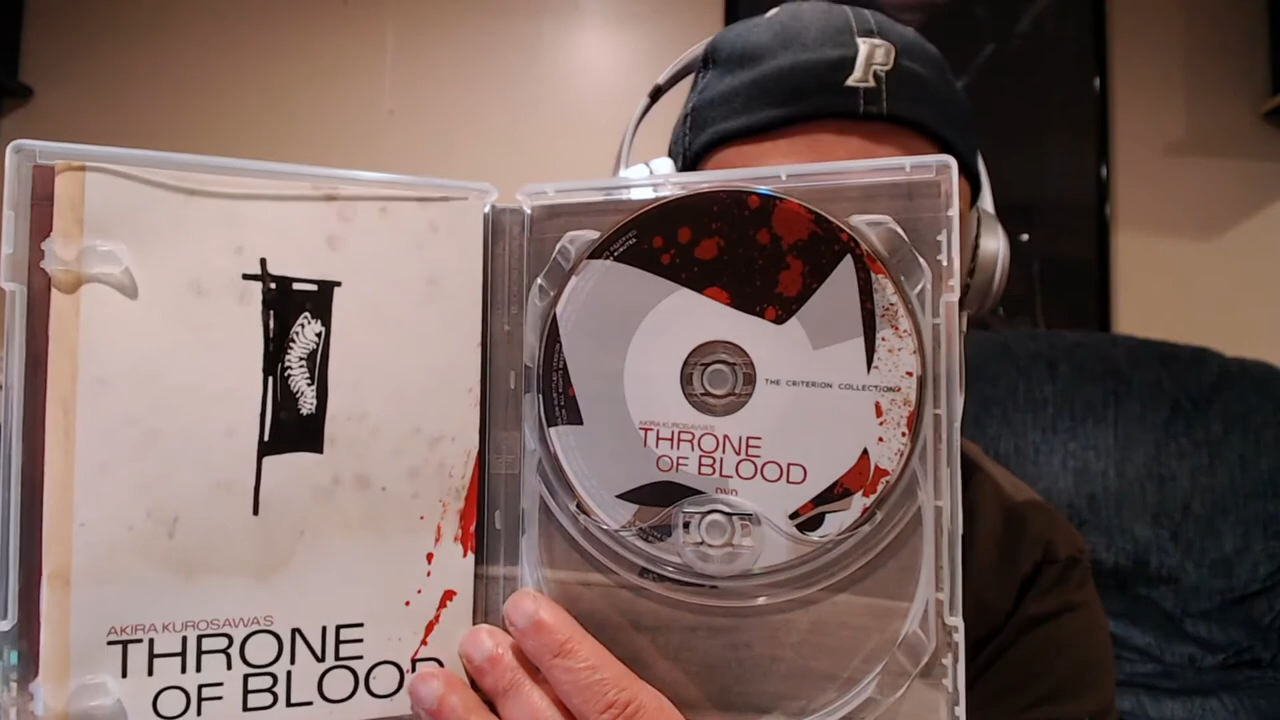 P
AKIRA KUROSAWA'S
THRONE
OF BLOOD
THE CRITERION COLLECTION
AKIRA KUROSAWA'S
THRONE
OF BLOOD
DVD